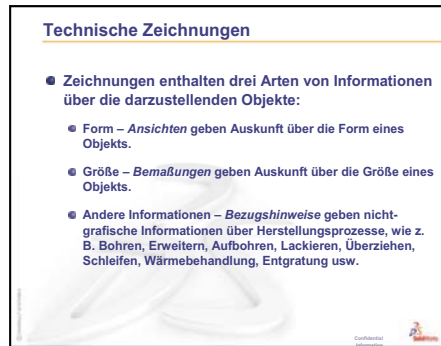 Technische Zeichnungen
Zeichnungen enthalten drei Arten von Informationen
über die darzustellenden Objekte:
Form – Ansichten geben Auskunft über die Form eines
Objekts.
Größe – Bemaßungen geben Auskunft über die Größe eines
Objekts.
Andere Informationen – Bezugshinweise geben nicht-
grafische Informationen über Herstellungsprozesse, wie z.
B. Bohren, Erweitern, Aufbohren, Lackieren, Überziehen,
Schleifen, Wärmebehandlung, Entgratung usw.
Confidential
Information
SolidWorks